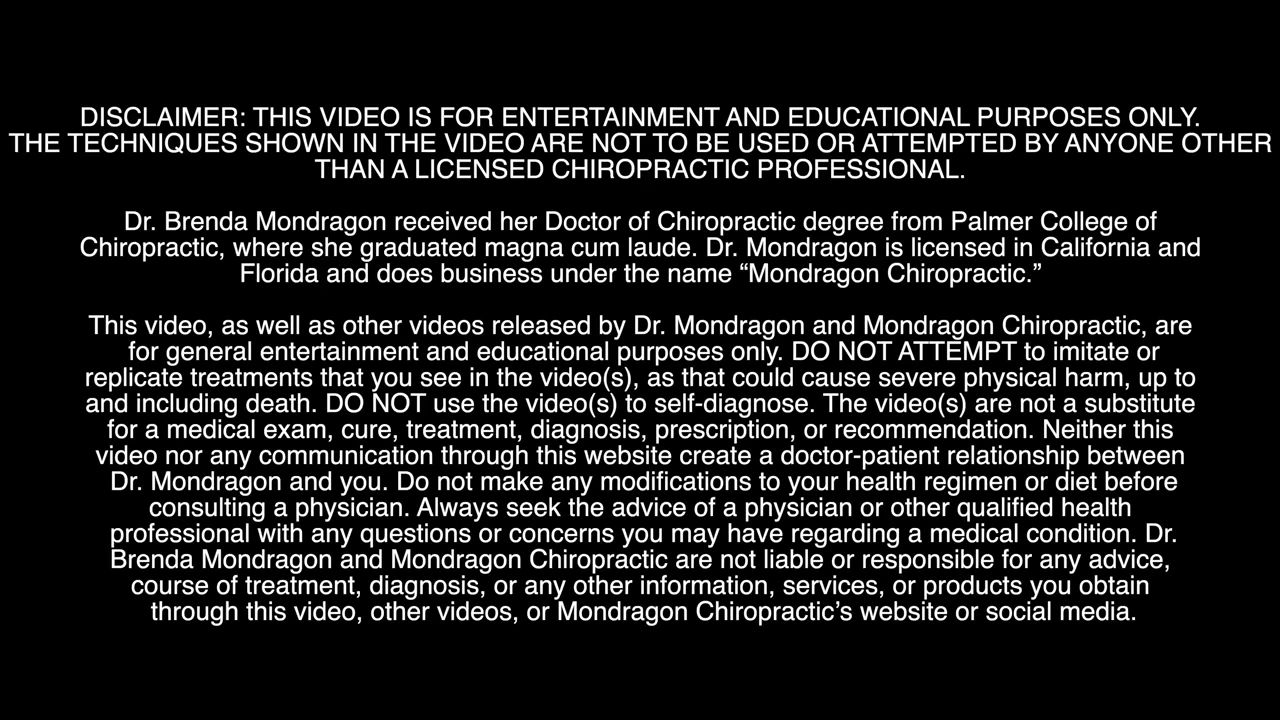 DISCLAIMER: THIS VIDEO IS FOR ENTERTAINMENT AND EDUCATIONAL PURPOSES ONLY.
THE TECHNIQUES SHOWN IN THE VIDEO ARE NOT TO BE USED OR ATTEMPTED BY ANYONE OTHER
THAN A LICENSED CHIROPRACTIC PROFESSIONAL.
Dr. Brenda Mondragon received her Doctor of Chiropractic degree from Palmer College of
Chiropractic, where she graduated magna cum laude. Dr. Mondragon is licensed in California and
Florida and does business under the name “Mondragon Chiropractic.”
This video, as well as other videos released by Dr. Mondragon and Mondragon Chiropractic, are
for general entertainment and educational purposes only. DO NOT ATTEMPT to imitate or
replicate treatments that you see in the video(s), as that could cause severe physical harm, up to
and including death. DO NOT use the video(s) to self-diagnose. The video(s) are not a substitute
for a medical exam, cure, treatment, diagnosis, prescription, or recommendation. Neither this
video nor any communication through this website create a doctor-patient relationship between
Dr. Mondragon and you. Do not make any modifications to your health regimen or diet before
consulting a physician. Always seek the advice of a physician or other qualified health
professional with any questions or concerns you may have regarding a medical condition. Dr.
Brenda Mondragon and Mondragon Chiropractic are not liable or responsible for any advice,
course of treatment, diagnosis, or any other information, services, or products you obtain
through this video, other videos, or Mondragon Chiropractic’s website or social media.